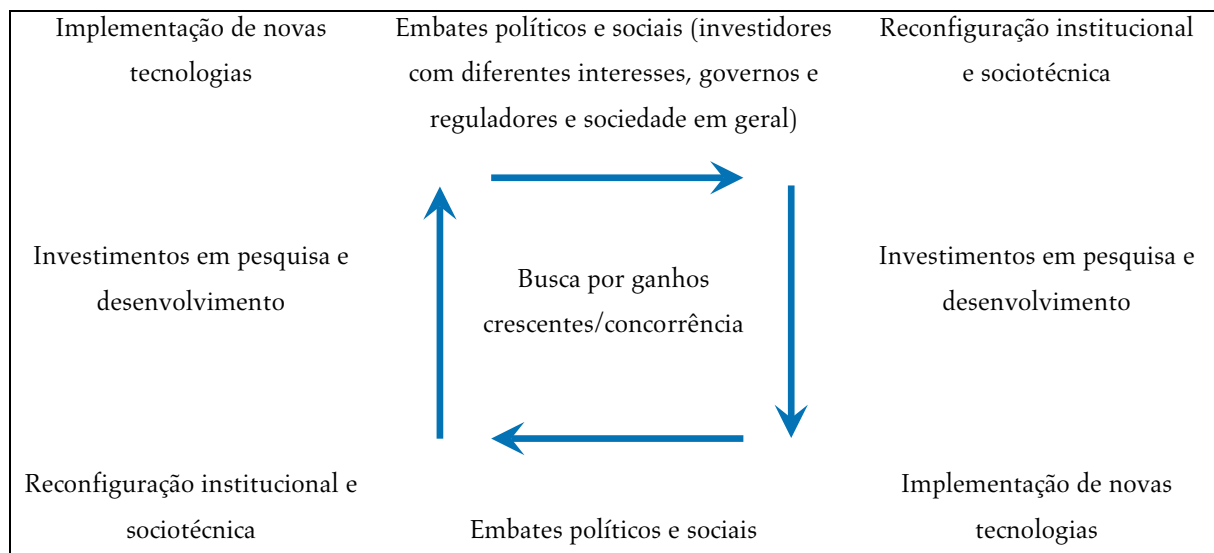 Implementação de novas
tecnologias
Embates políticos e sociais (investidores
com diferentes interesses, governos e
reguladores e sociedade em geral)
Reconfiguração institucional
e sociotécnica
Investimentos em pesquisa e
desenvolvimento
Busca por ganhos
crescentes/concorrência
Investimentos em pesquisa e
desenvolvimento
Reconfiguração institucional e
sociotécnica
Embates políticos e sociais
Implementação de novas
tecnologias